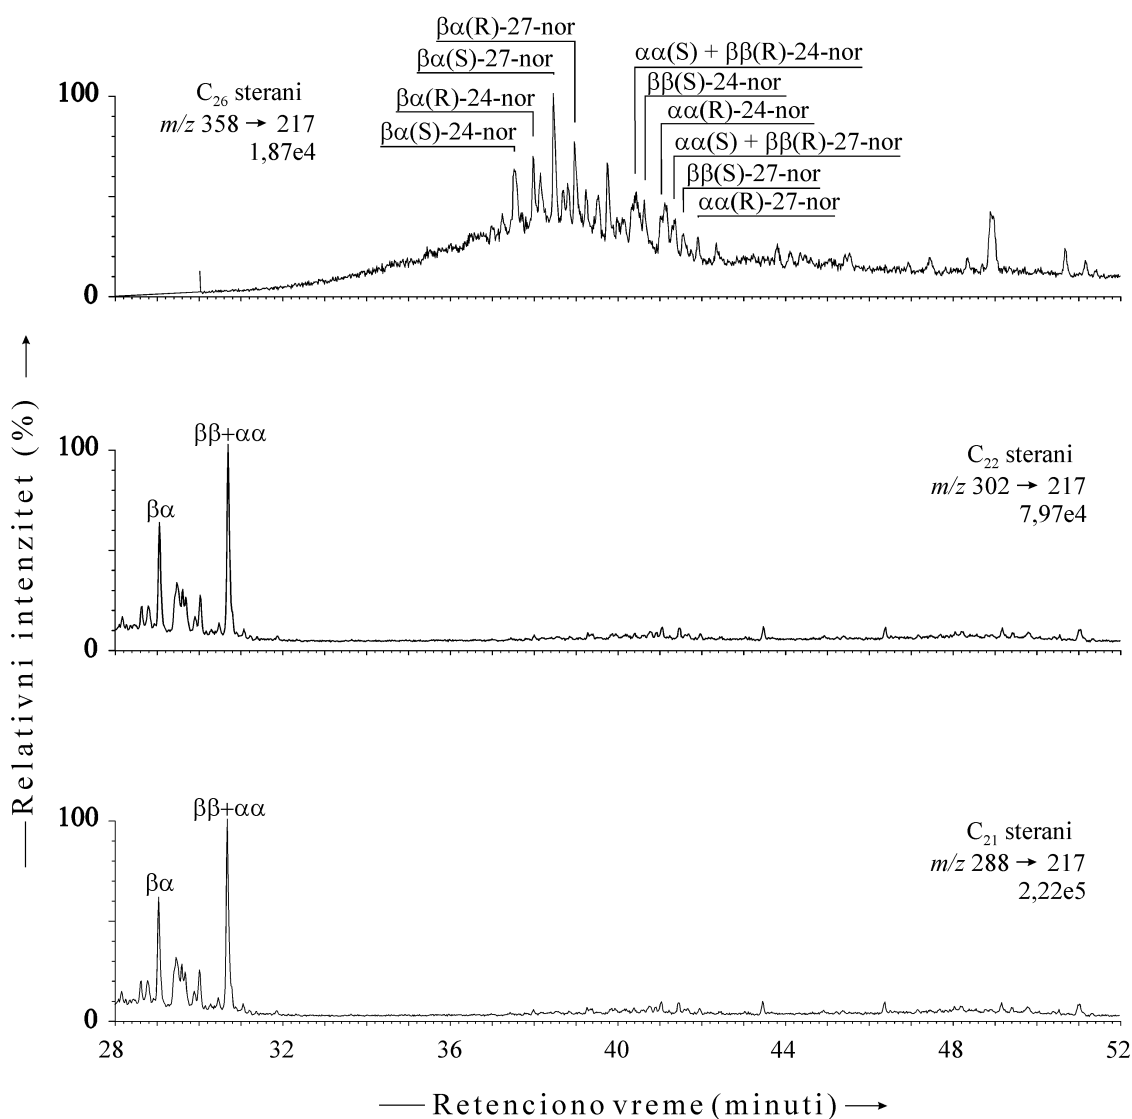 βα(R)-27-nor
βα(S)-27-nor
βα(R)-24-nor
βα(S)-24-nor
αα(S) + ββ(R)-24-nor
ββ(S)-24-nor
αα(R)-24-nor
αα(S) + ββ(R)-27-nor
ββ(S)-27-nor
αα(R)-27-nor
100
C26 sterani
m/z 358 → 217
1,87e4
0
Relativni intenzitet (%)
100
ββ+αα
βα
C22 sterani
m/z 302 → 217
7,97e4
0
100
ββ+αα
βα
C21 sterani
m/z 288 → 217
2,22e5
0
28 32 36 40 44 48 52
Retenciono vreme (minuti)